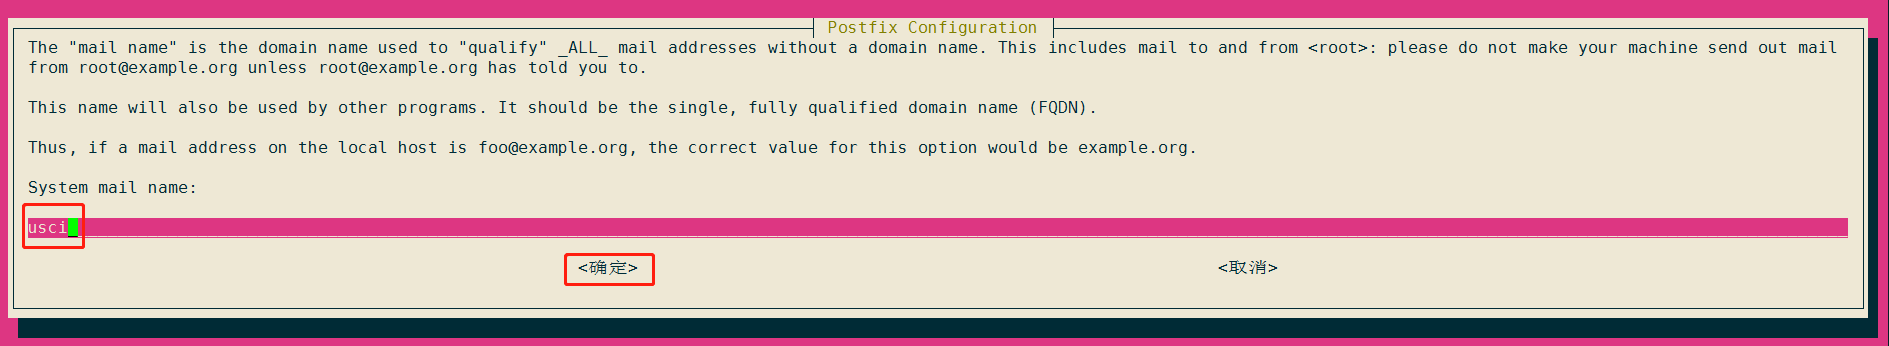 Postfix Configuration
The "mail name" is the domain name used to "qualify" _ALL_ mail addresses without a domain name. This includes mail to and from <root>: please do not make your machine send out mail
from root@example.org unless root@example.org has told you to.
This name will also be used by other programs. It should be the single, fully qualified domain name (FQDN).
Thus, if a mail address on the local host is foo@example.org, the correct value for this option would be example.org.
System mail name:
usci
<确定> <取消>